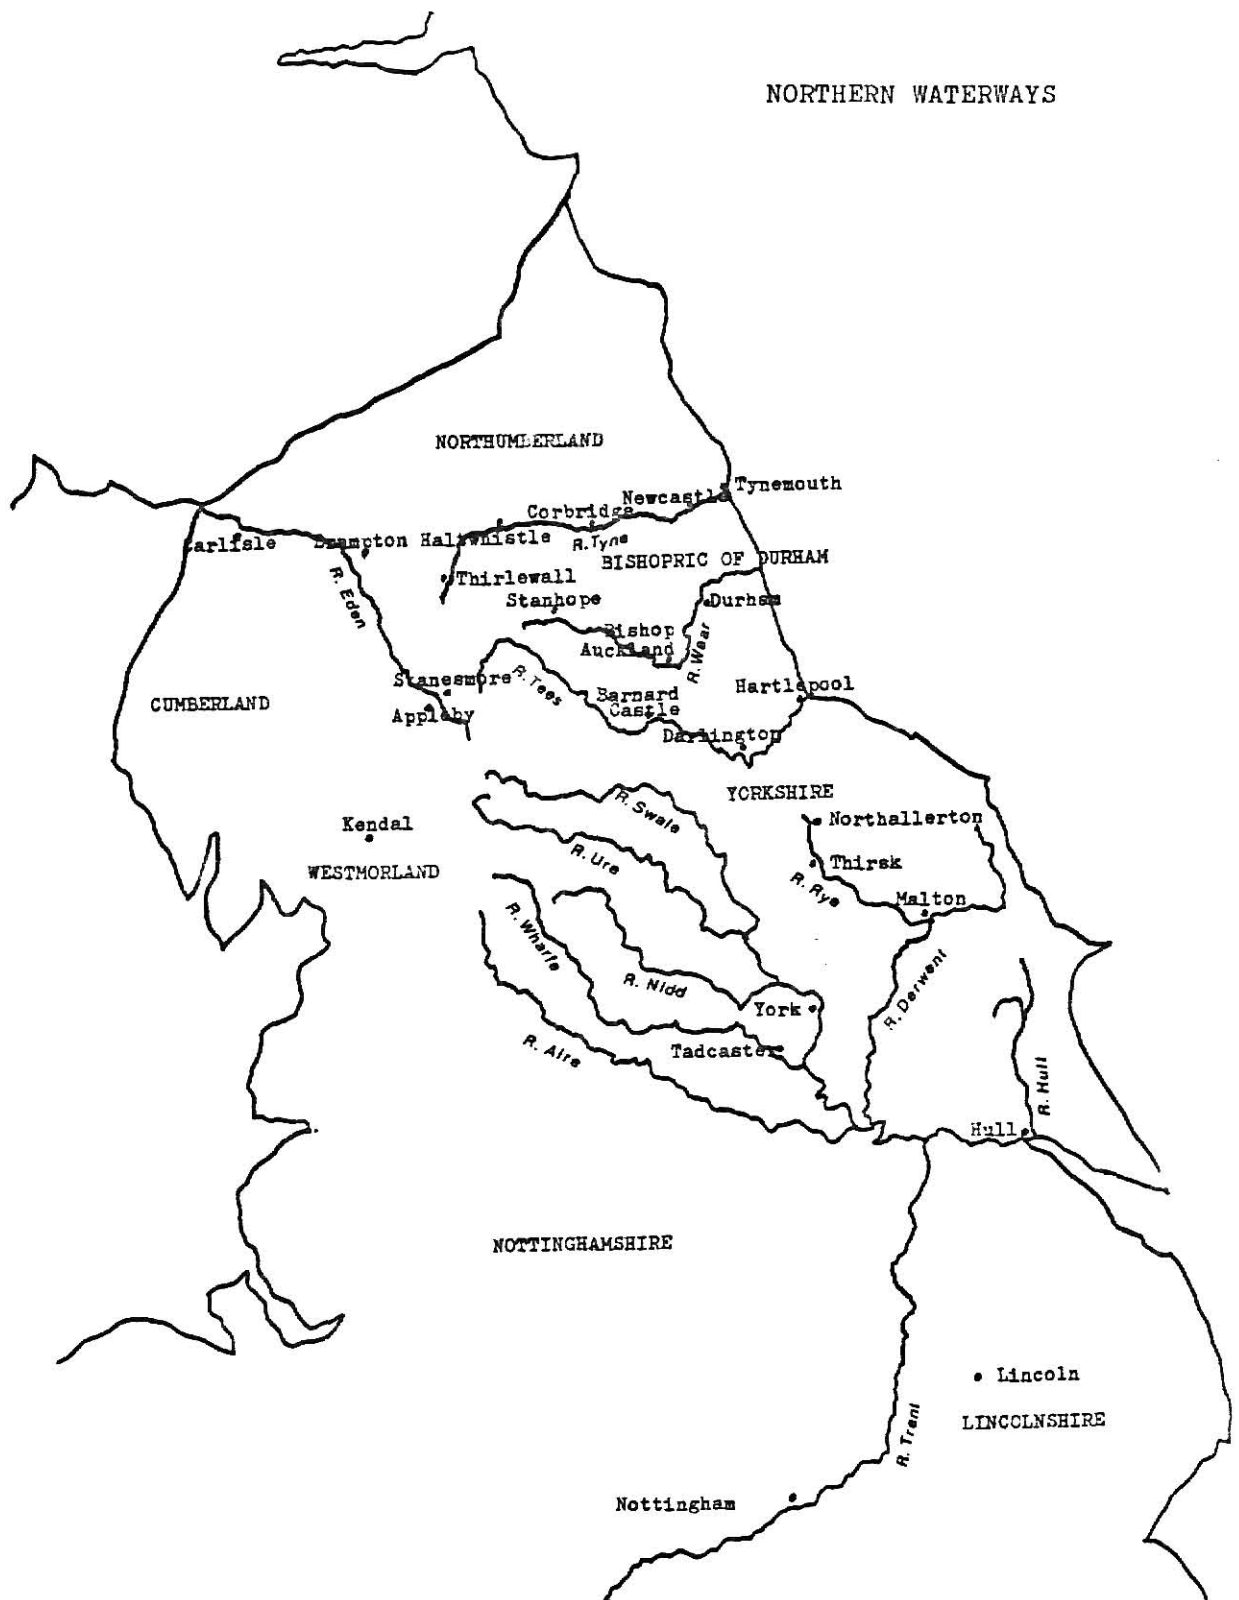 NORTHERN WATERWAYS
NORTHUMBERLAND
Tynemouth
Newcastle
Corbridge
Carlisle
Brampton
Haltwhistle
R. Tyne
BISHOPRIC OF DURHAM
Thirlewall
R. Eden
Stanhope
Durham
Bishop
Auckland
R. Wear
Stanesmore
R. Tees
Hartlepool
Barnard
Castle
CUMBERLAND
Appleby
Darlington
YORKSHIRE
R. Swale
Northallerton
Kendal
R. Ure
Thirsk
WESTMORLAND
R. Rye
Malton
R. Wharfe
R. Nidd
R. Derwent
York
R. Aire
Tadcaster
R. Hull
Hull
NOTTINGHAMSHIRE
Lincoln
LINCOLNSHIRE
R. Trent
Nottingham